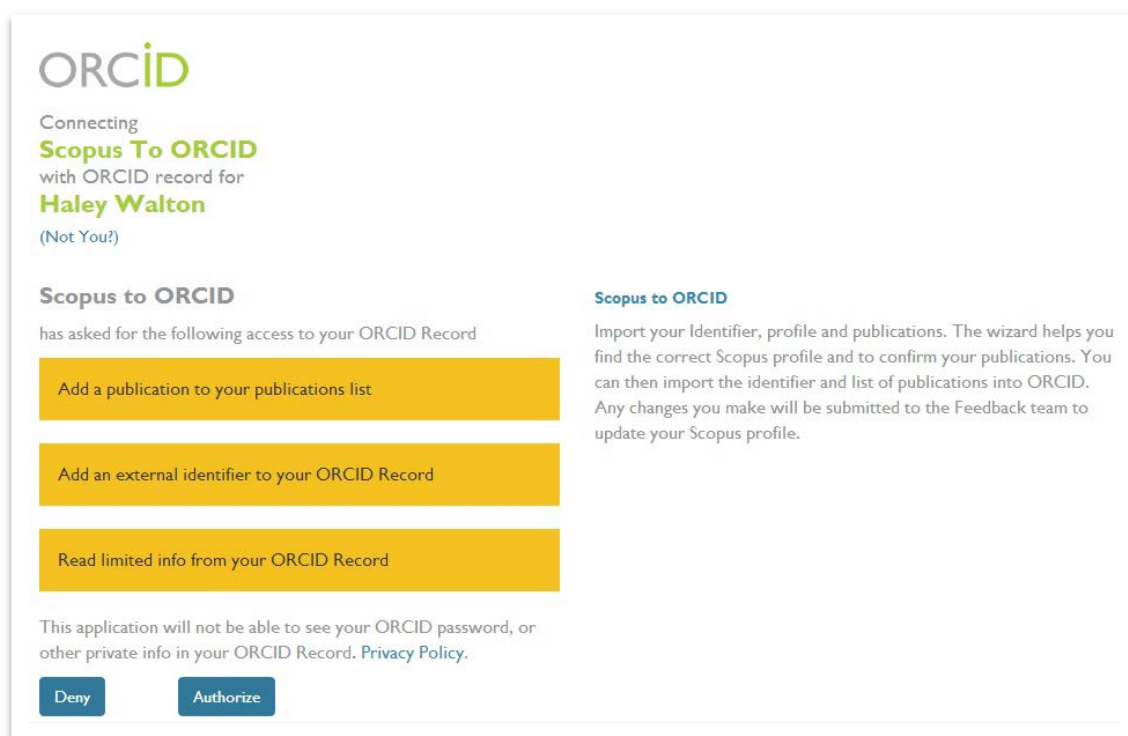 ORCiD
Connecting
Scopus To ORCID
with ORCID record for
Haley Walton
(Not You?)
Scopus to ORCID
has asked for the following access to your ORCID Record
Add a publication to your publications list
Add an external identifier to your ORCID Record
Read limited info from your ORCID Record
This application will not be able to see your ORCID password, or
other private info in your ORCID Record. Privacy Policy.
Deny
Authorize
Scopus to ORCID
Import your Identifier, profile and publications. The wizard helps you
find the correct Scopus profile and to confirm your publications. You
can then import the identifier and list of publications into ORCID.
Any changes you make will be submitted to the Feedback team to
update your Scopus profile.